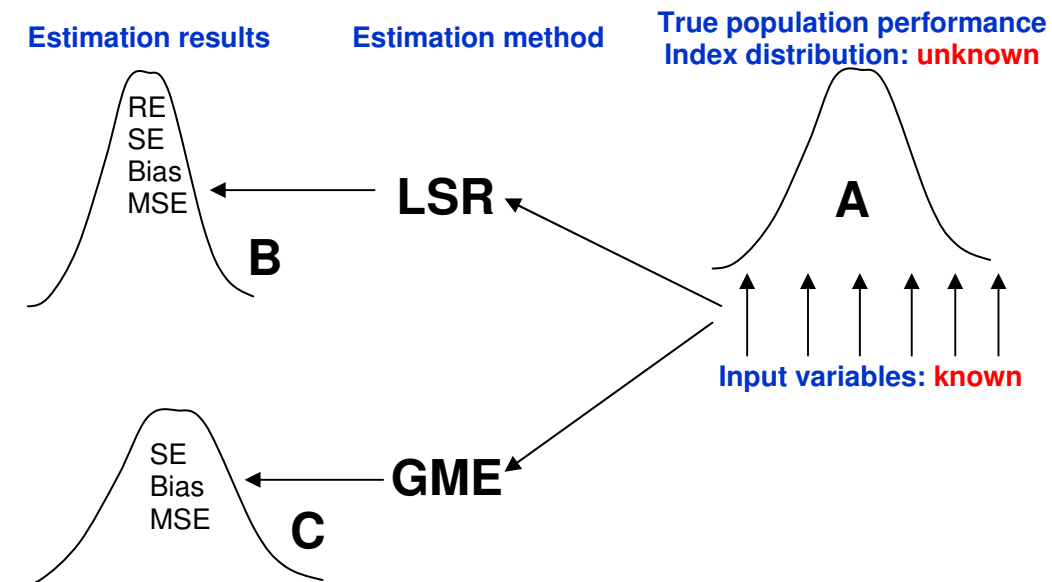 Estimation results
Estimation method
True population performance
Index distribution: unknown
RE
SE
Bias
MSE
B
LSR
A
Input variables: known
SE
Bias
MSE
C
GME